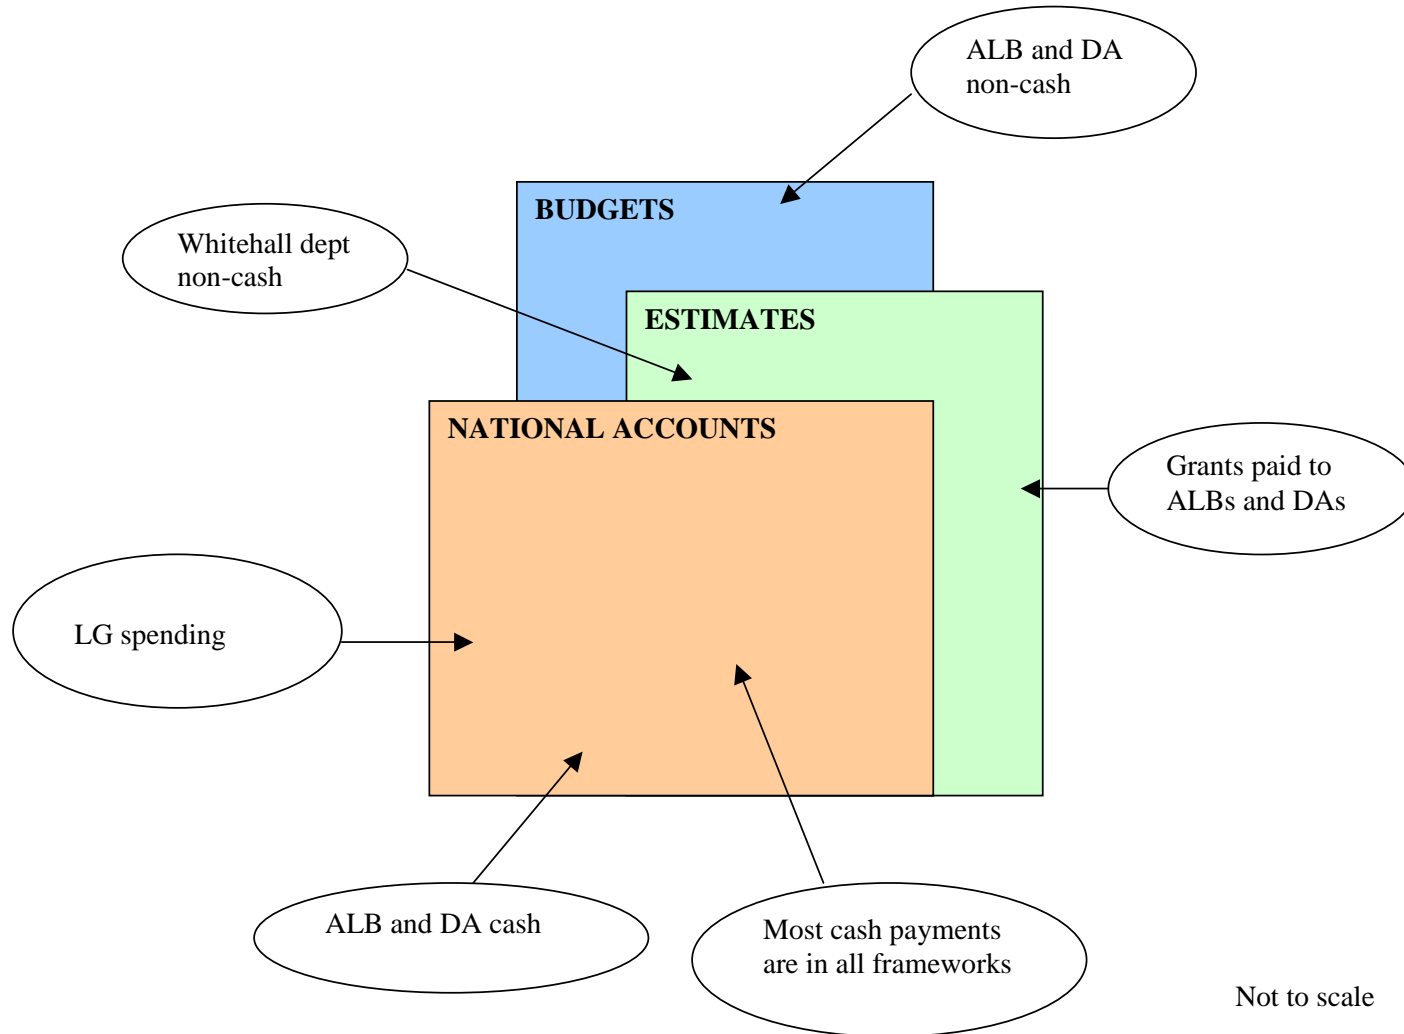 ALB and DA
non-cash
BUDGETS
Whitehall dept
non-cash
ESTIMATES
NATIONAL ACCOUNTS
Grants paid to
ALBs and DAs
LG spending
ALB and DA cash
Most cash payments
are in all frameworks
Not to scale